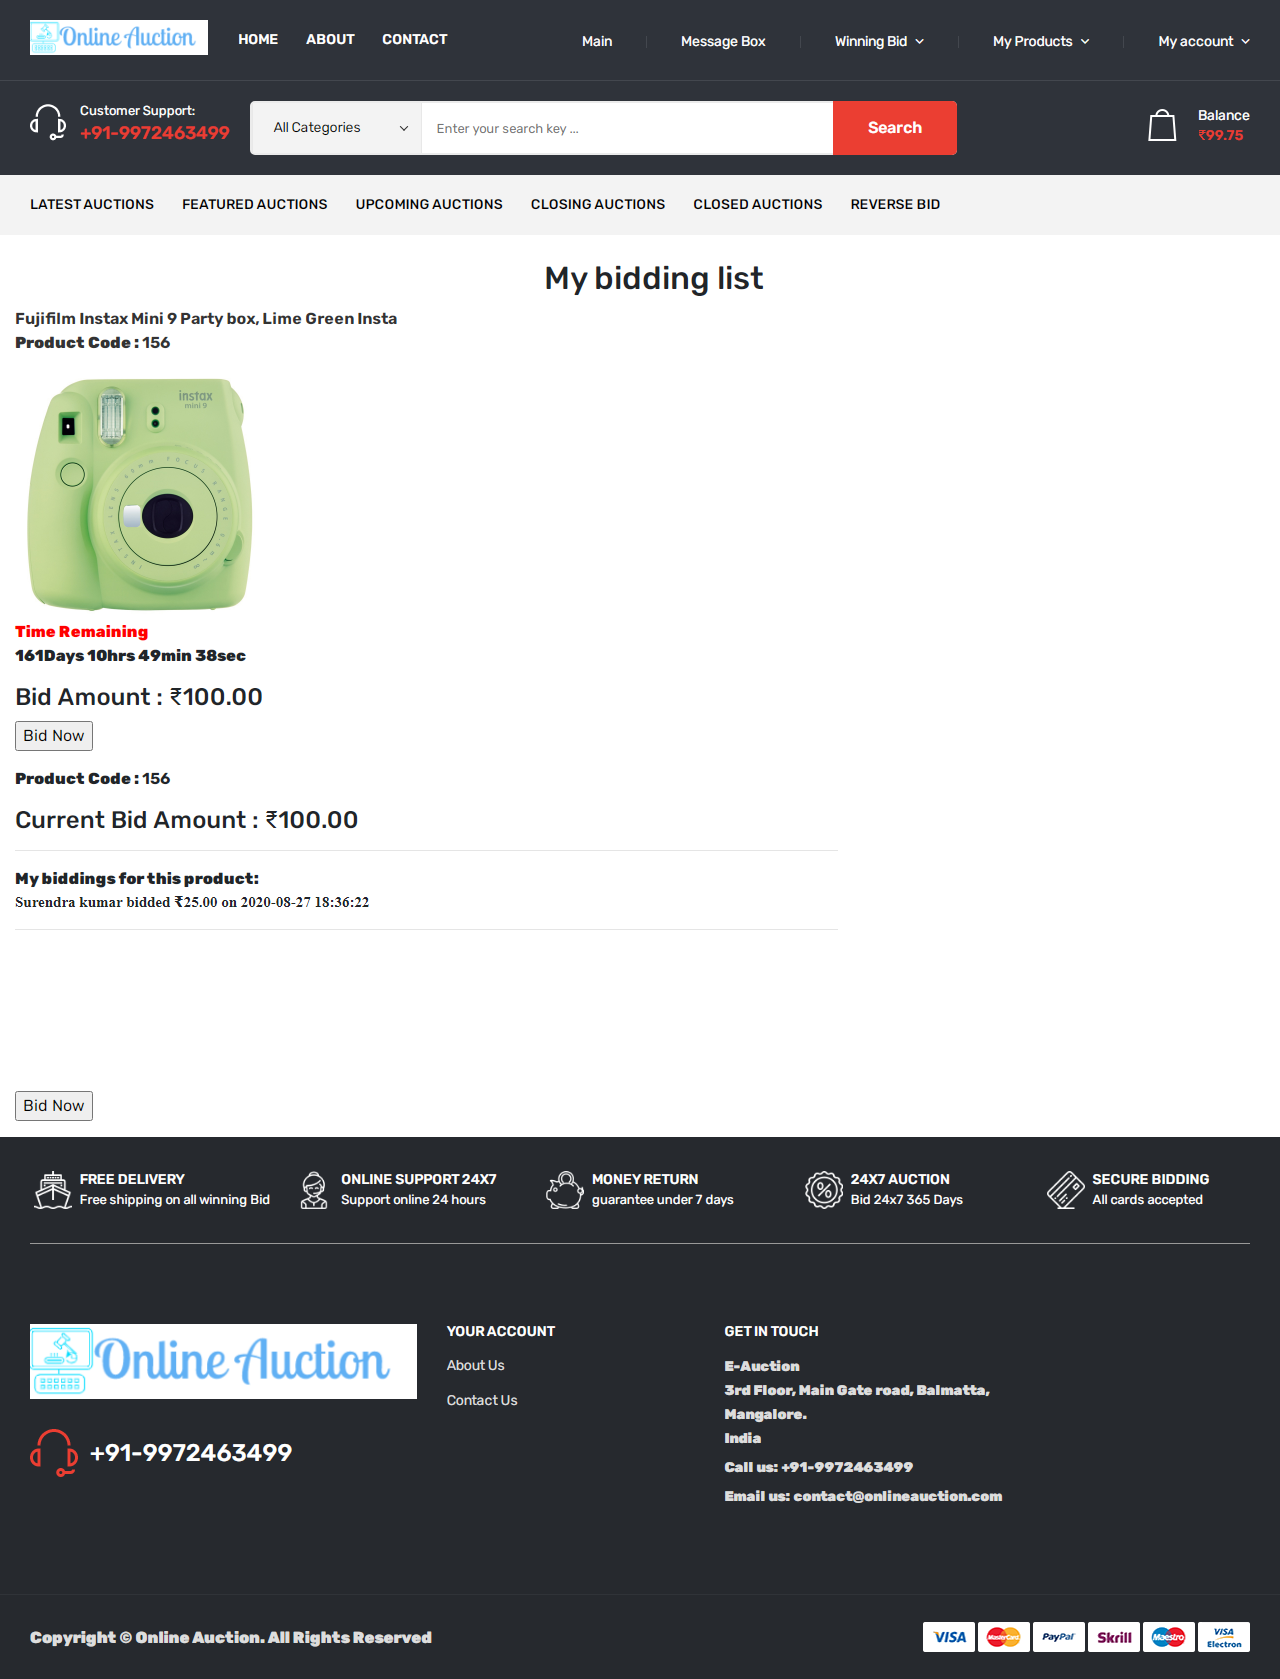 Online Auction
HOME ABOUT CONTACT
Main Message Box Winning Bid My Products My account
Customer Support:
+91-9972463499
All Categories
Enter your search key ...
Search
Balance
₹99.75
LATEST AUCTIONS FEATURED AUCTIONS UPCOMING AUCTIONS CLOSING AUCTIONS CLOSED AUCTIONS REVERSE BID
My bidding list
Fujifilm Instax Mini 9 Party box, Lime Green Insta
Product Code : 156
instax
mini 9
Time Remaining
161Days 10hrs 49min 38sec
Bid Amount : ₹100.00
Bid Now
Product Code : 156
Current Bid Amount : ₹100.00
My biddings for this product:
Surendra kumar bidded ₹25.00 on 2020-08-27 18:36:22
Bid Now
FREE DELIVERY
Free shipping on all winning Bid
ONLINE SUPPORT 24X7
Support online 24 hours
MONEY RETURN
guarantee under 7 days
24X7 AUCTION
Bid 24x7 365 Days
SECURE BIDDING
All cards accepted
Online Auction
+91-9972463499
YOUR ACCOUNT
About Us
Contact Us
GET IN TOUCH
E-Auction
3rd Floor, Main Gate road, Balmatta,
Mangalore.
India
Call us: +91-9972463499
Email us: contact@onlineauction.com
Copyright © Online Auction. All Rights Reserved
VISA MasterCard PayPal Skrill Maestro VISA Electron